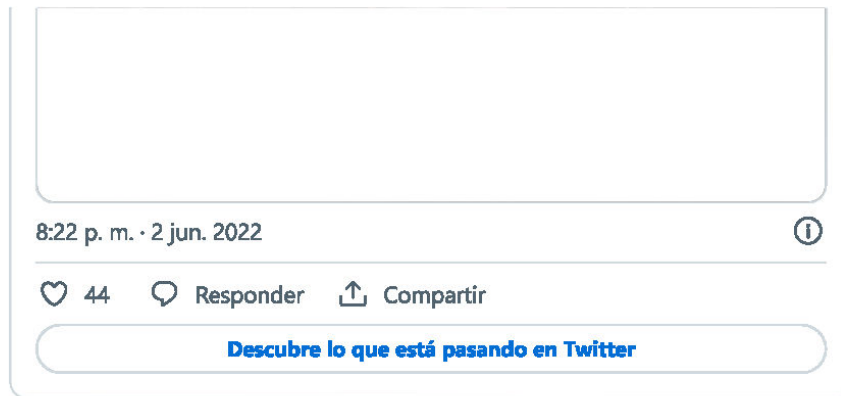 8:22 p. m. · 2 jun. 2022
44 Responder Compartir
Descubre lo que está pasando en Twitter